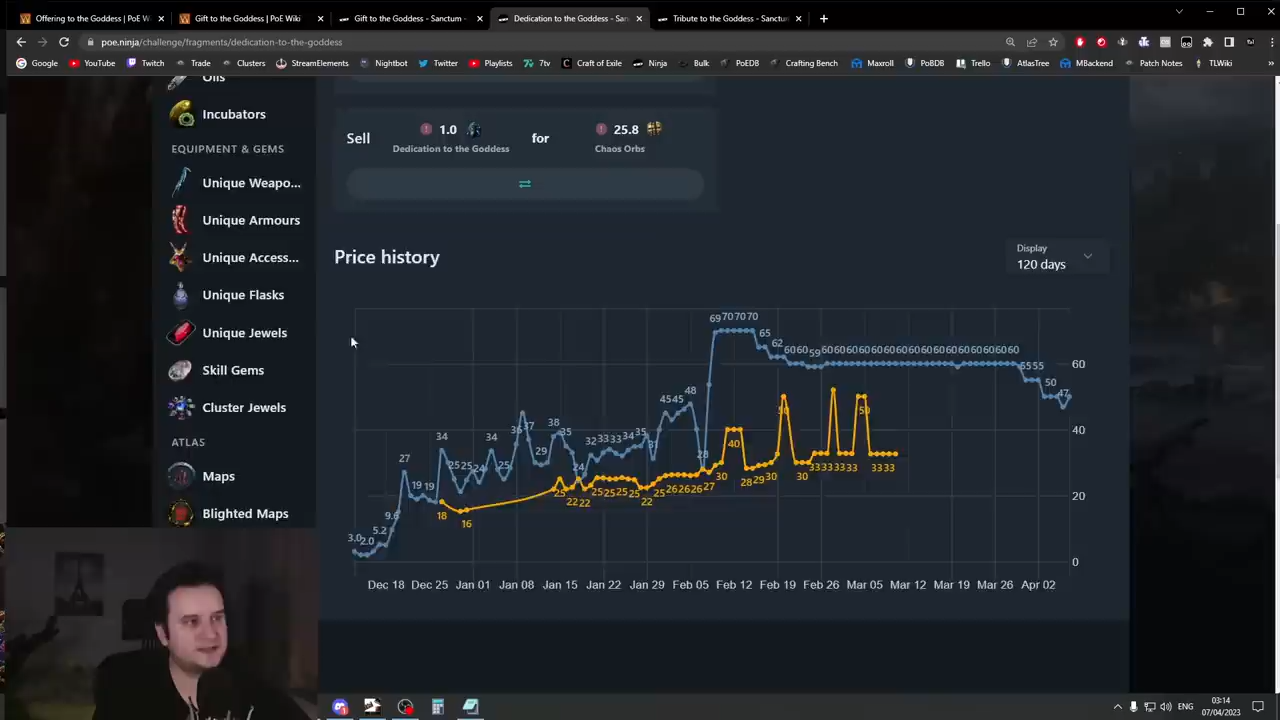 Offering to the Goddess | PoE W
Gift to the Goddess | PoE Wiki
Gift to the Goddess - Sanctum -
Dedication to the Goddess - San
Tribute to the Goddess - Sanctum
poe.ninja/challenge/fragments/dedication-to-the-goddess
Google YouTube Twitch Trade Clusters StreamElements Nightbot Twitter Playlists 7tv Craft of Exile Ninja Bulk PoEDB Crafting Bench Maxroll PoBDB Trello AtlasTree MBackend Patch Notes TLWiki
Oils
Incubators
EQUIPMENT & GEMS
Unique Weapo...
Unique Armours
Unique Access...
Unique Flasks
Unique Jewels
Skill Gems
Cluster Jewels
ATLAS
Maps
Blighted Maps
Sell 1.0 for 25.8
Dedication to the Goddess Chaos Orbs
Price history
Display
120 days
69 70 70 70
65
62
60 60 59 60 60 60 60 60 60 60 60 60 60 60 60 60 60 60
55 55
50
47
60
48
45 45
38
35
36 37
34
34
32 33 33 34 35
31
29
28
27
25 25 24
25
24
19 19
9.6
5.2
3.0 2.0
40
40
50
50
33 33 33 33
33 33
30
30
28 29 30
27
25 26 26 26
25 22 22 25 25 25 25 22
18
16
20
0
Dec 18 Dec 25 Jan 01 Jan 08 Jan 15 Jan 22 Jan 29 Feb 05 Feb 12 Feb 19 Feb 26 Mar 05 Mar 12 Mar 19 Mar 26 Apr 02
ENG
03:14
07/04/2023